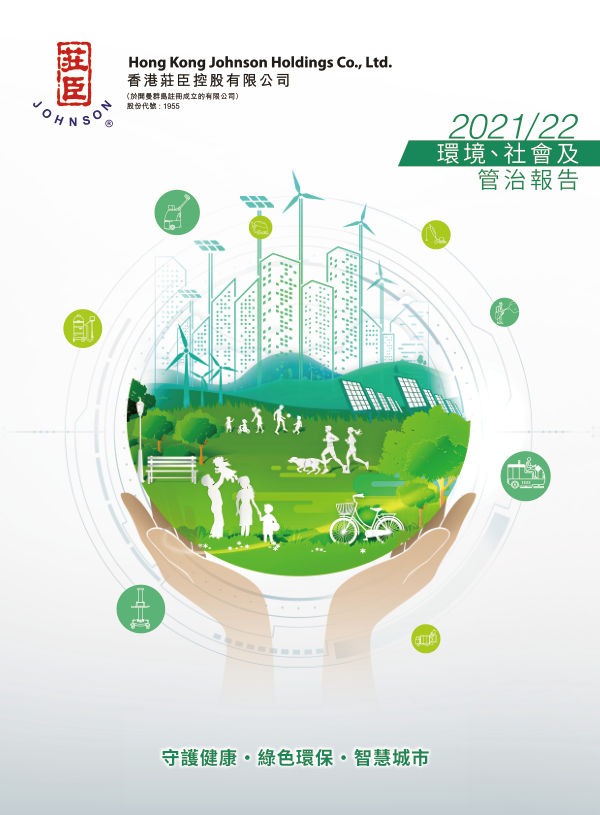 莊臣
JOHNSON®
Hong Kong Johnson Holdings Co., Ltd.
香港莊臣控股有限公司
(於開曼群島註冊成立的有限公司)
股份代號 : 1955
2021/22
環境、社會及
管治報告
守護健康・綠色環保・智慧城市